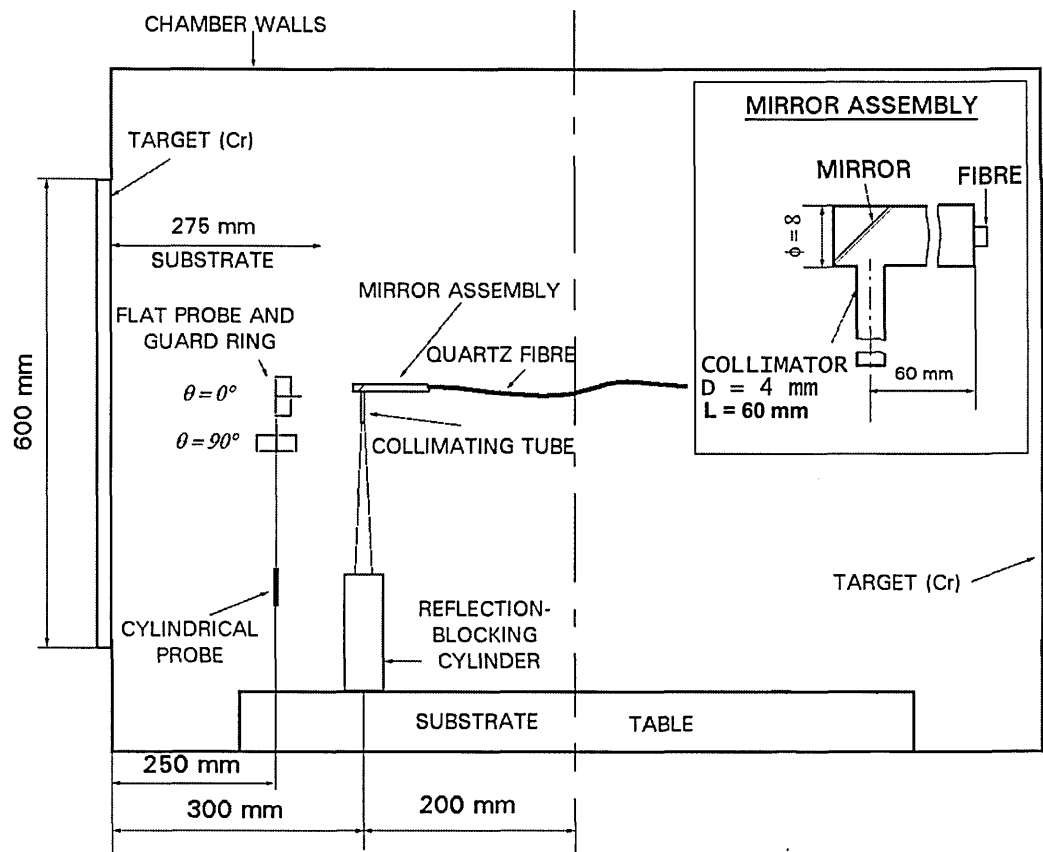 CHAMBER WALLS
TARGET (Cr)
275 mm
SUBSTRATE
FLAT PROBE AND
GUARD RING
θ = 0°
θ = 90°
600 mm
MIRROR ASSEMBLY
QUARTZ FIBRE
COLLIMATING TUBE
CYLINDRICAL
PROBE
REFLECTION-
BLOCKING
CYLINDER
SUBSTRATE TABLE
250 mm
300 mm
200 mm
MIRROR ASSEMBLY
MIRROR
FIBRE
ϕ = 8
COLLIMATOR
D = 4 mm
L = 60 mm
60 mm
TARGET (Cr)